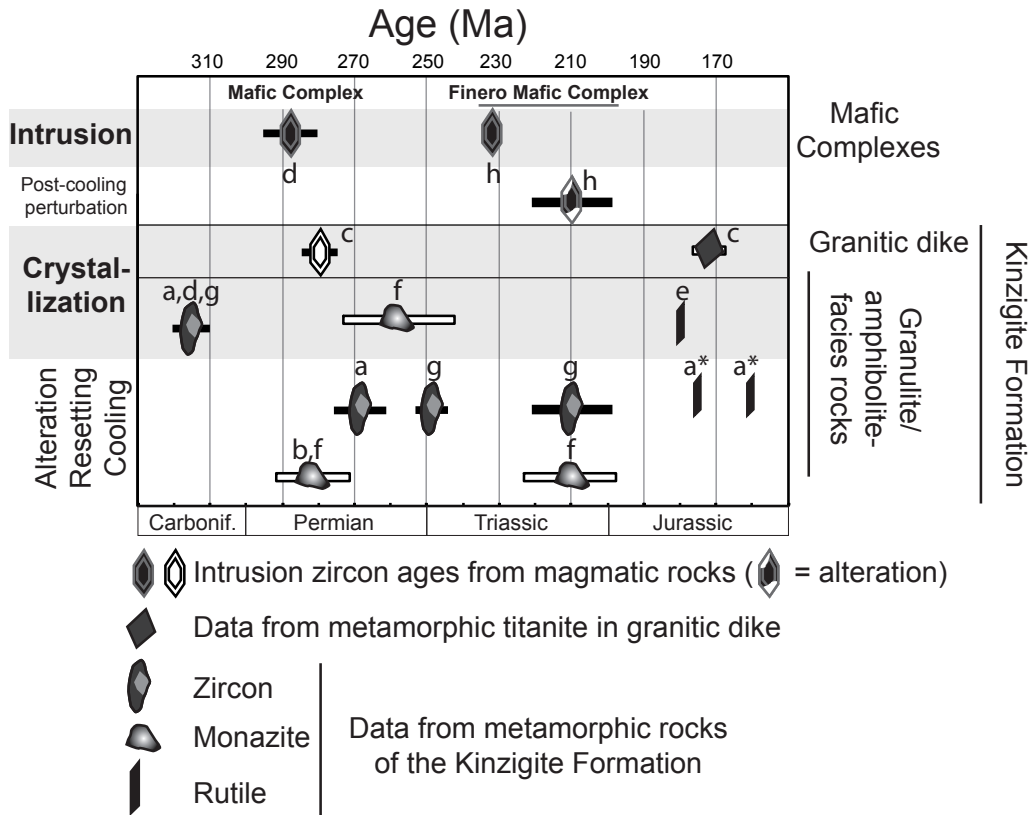 Age (Ma)
310 290 270 250 230 210 190 170
Mafic Complex Finero Mafic Complex
Intrusion
d h
Mafic
Complexes
Post-cooling
perturbation
h
Crystal-
lization
c c
Granitic dike
a,d,g f e
Alteration
Resetting
Cooling
a g g a* a*
b,f f
Granulite/
amphibolite-
facies rocks
Kinzigite Formation
Carbonif. Permian Triassic Jurassic
Intrusion zircon ages from magmatic rocks ( = alteration)
Data from metamorphic titanite in granitic dike
Zircon
Monazite
Rutile
Data from metamorphic rocks
of the Kinzigite Formation